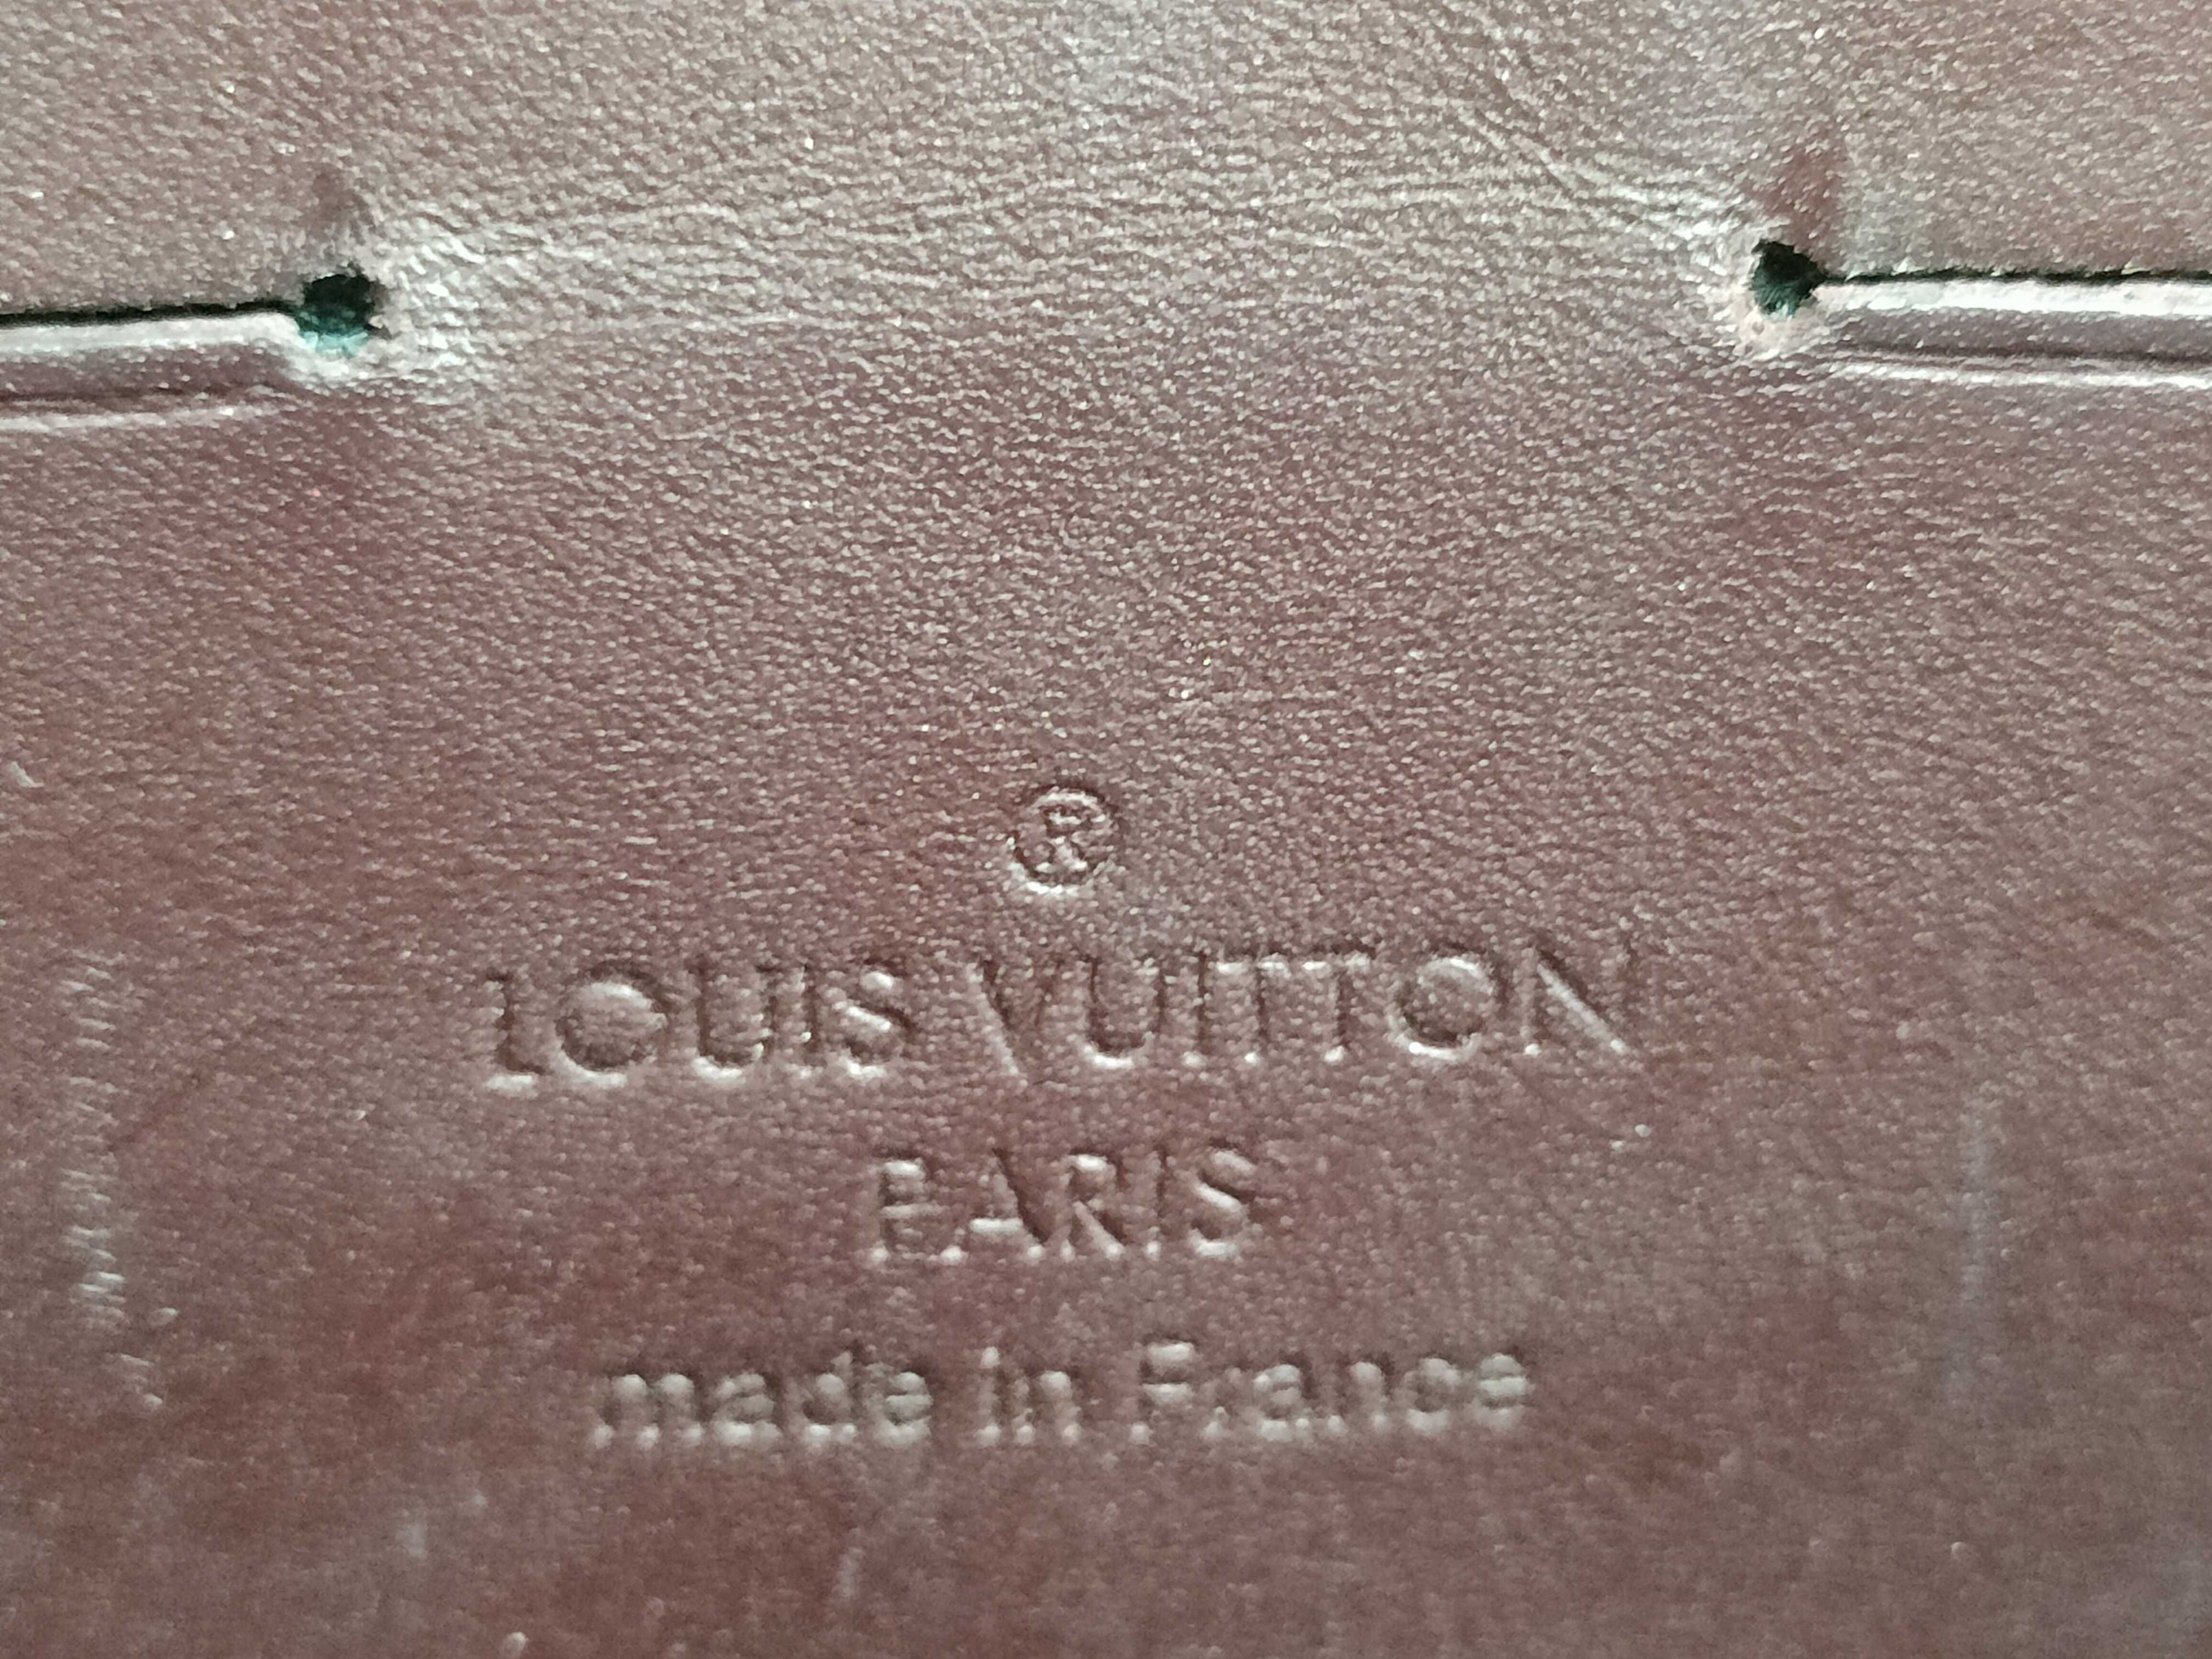 ®
LOUIS VUITTON
PARIS
made in France